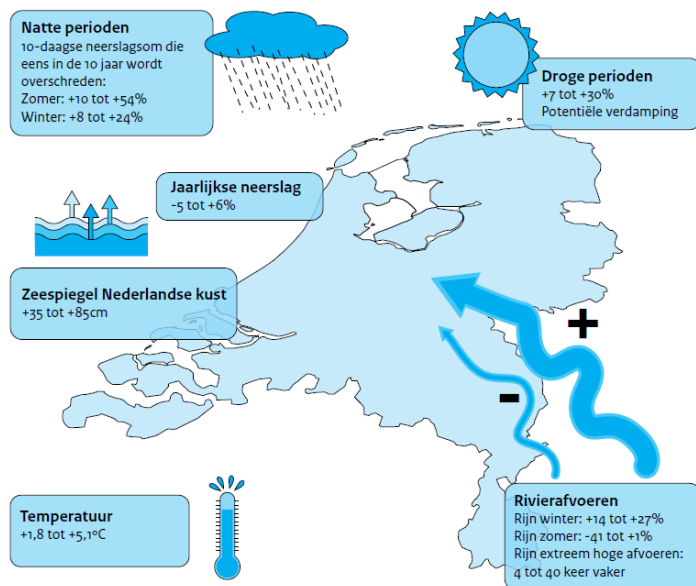 Natte perioden
10-daagse neerslagsom die
eens in de 10 jaar wordt
overschreden:
Zomer: +10 tot +54%
Winter: +8 tot +24%
Droge perioden
+7 tot +30%
Potentiële verdamping
Jaarlijkse neerslag
-5 tot +6%
Zeespiegel Nederlandse kust
+35 tot +85cm
+
-
Temperatuur
+1,8 tot +5,1ºC
Rivierafvoeren
Rijn winter: +14 tot +27%
Rijn zomer: -41 tot +1%
Rijn extreem hoge afvoeren:
4 tot 40 keer vaker